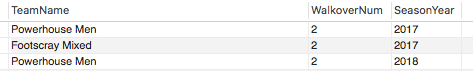 TeamName WalkoverNum SeasonYear
Powerhouse Men 2 2017
Footscray Mixed 2 2017
Powerhouse Men 2 2018